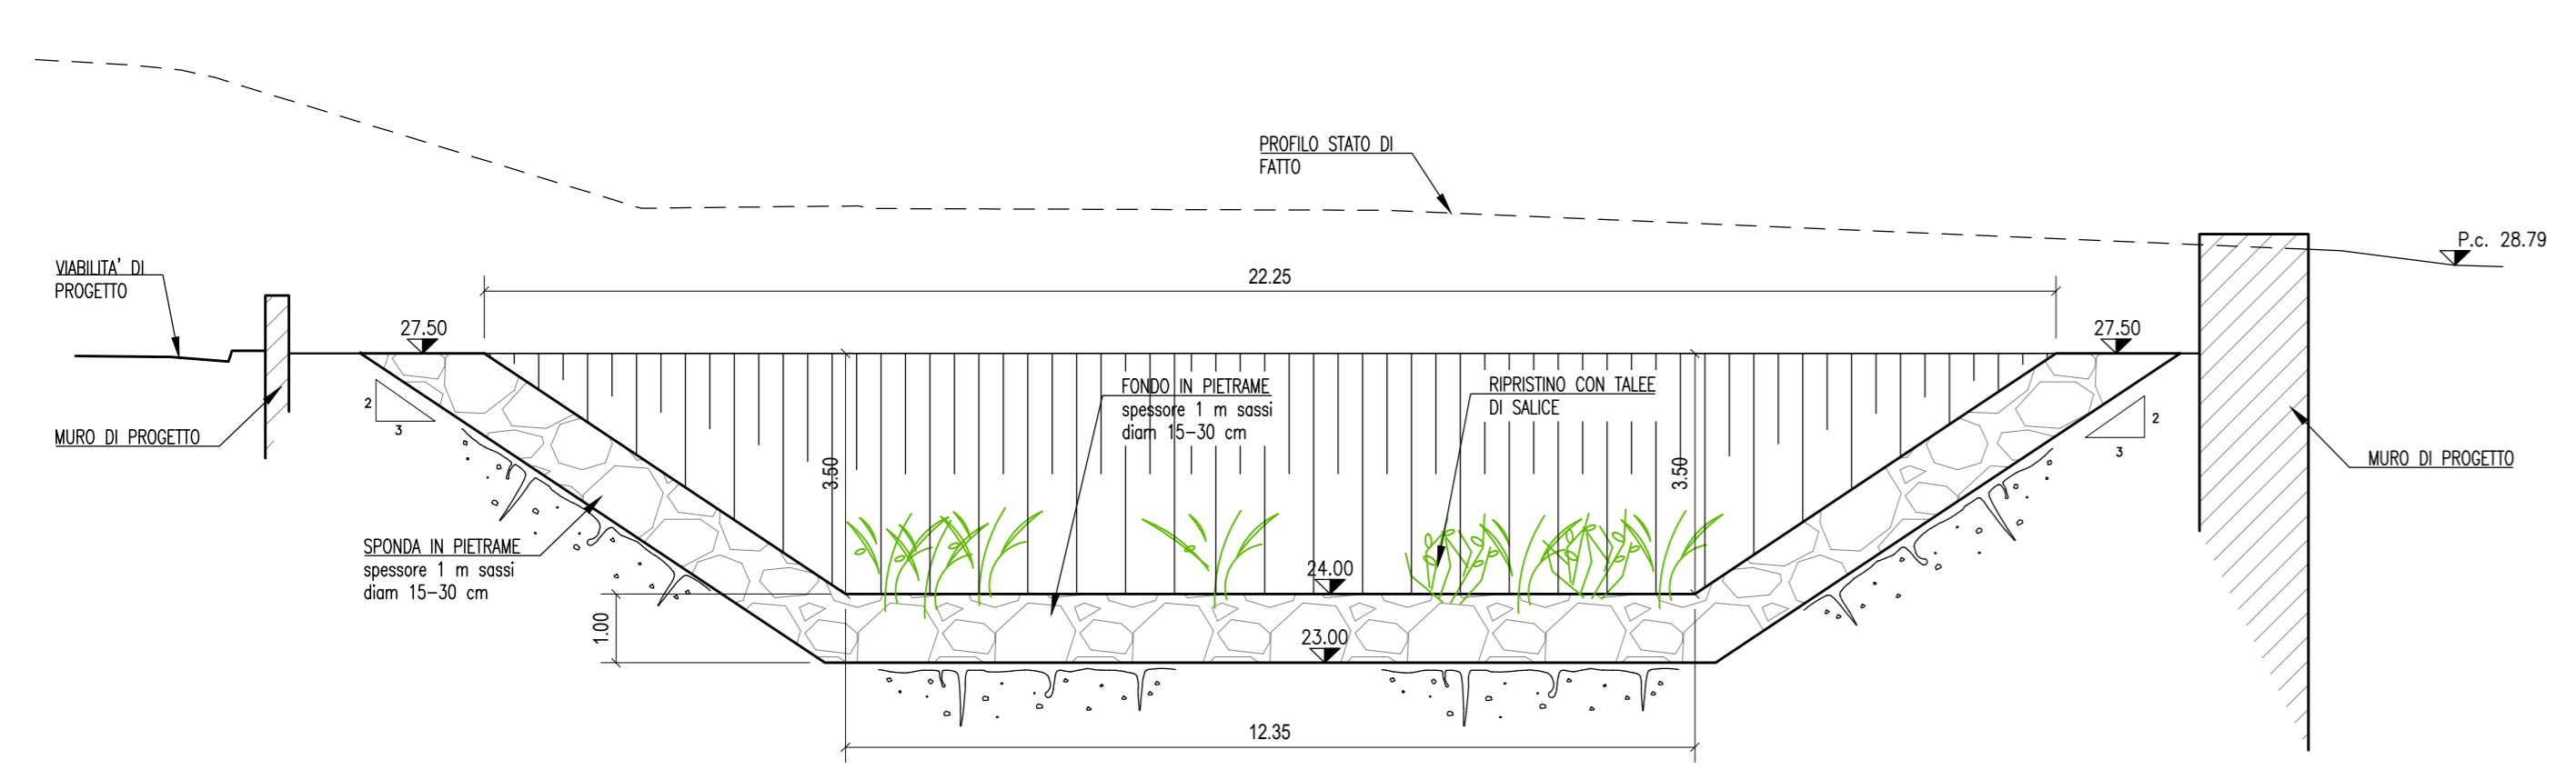 PROFILO STATO DI
FATTO
P.c. 28.79
VIABILITA' DI
PROGETTO
22.25
27.50
27.50
FONDO IN PIETRAME
spessore 1 m sassi
diam 15-30 cm
RIPRISTINO CON TALEE
DI SALICE
2
3
2
3
MURO DI PROGETTO
MURO DI PROGETTO
3.50
3.50
SPONDA IN PIETRAME
spessore 1 m sassi
diam 15-30 cm
24.00
1.00
23.00
12.35